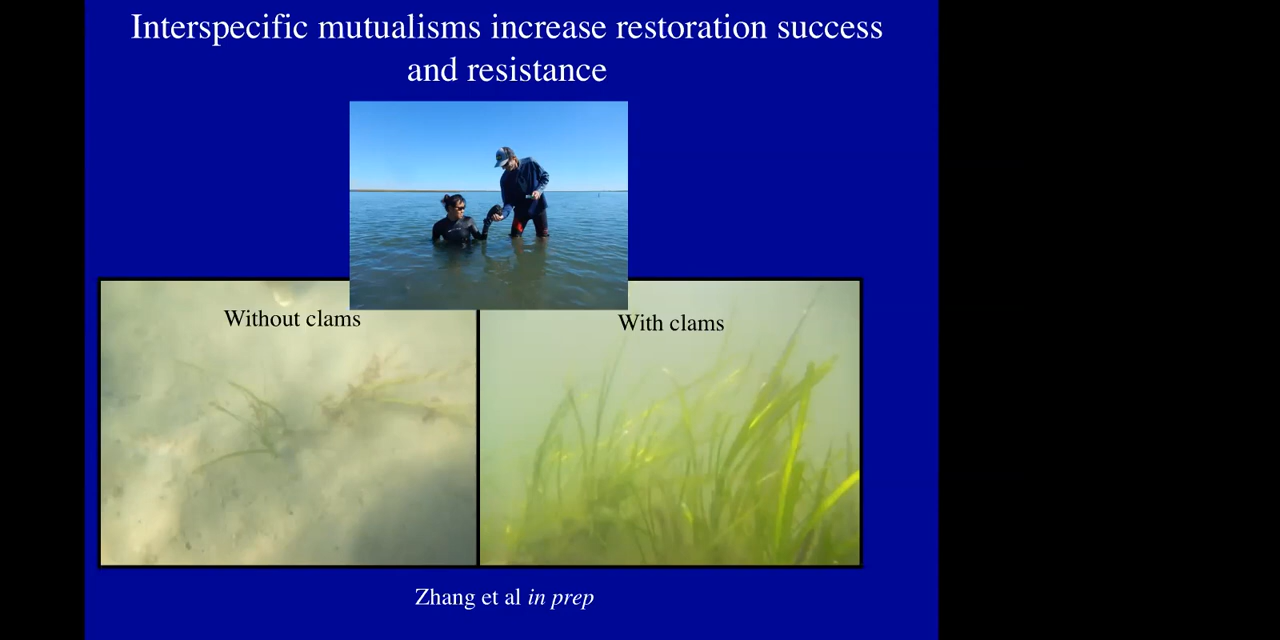 Interspecific mutualisms increase restoration success
and resistance
Without clams
With clams
Zhang et al in prep